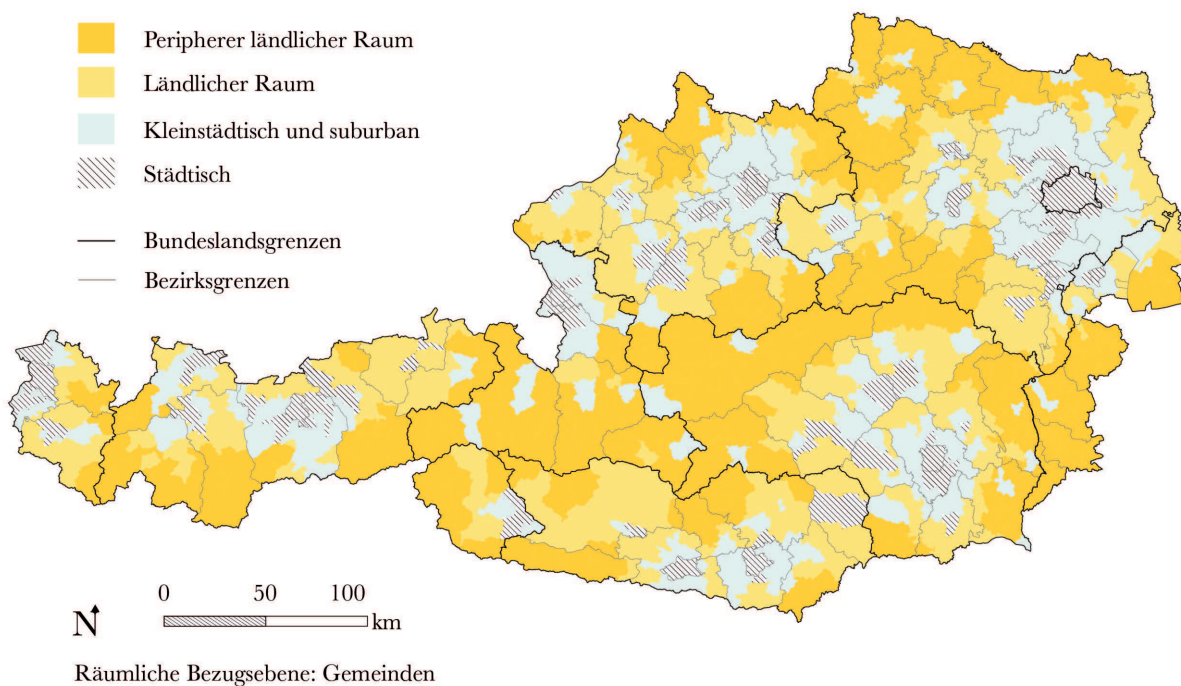 Peripherer ländlicher Raum
Ländlicher Raum
Kleinstädtisch und suburban
Städtisch
Bundeslandsgrenzen
Bezirksgrenzen
0 50 100
km
N
Räumliche Bezugsebene: Gemeinden